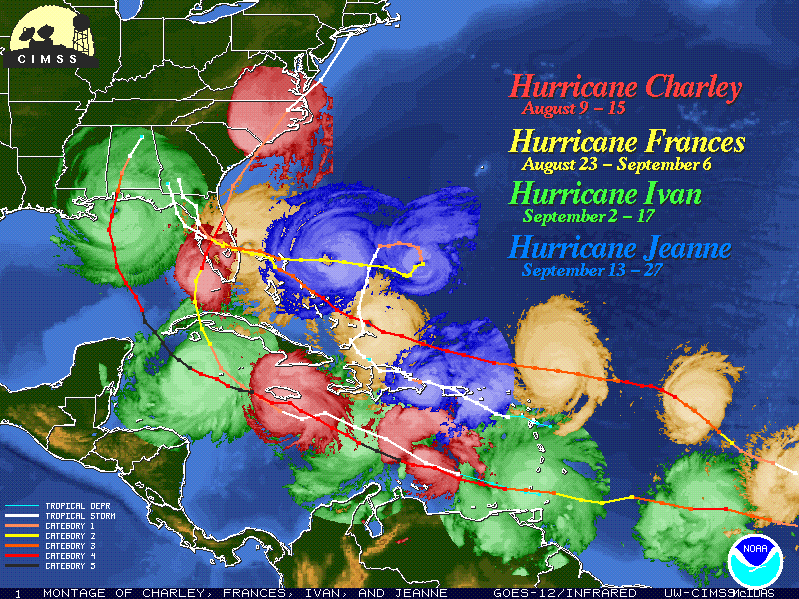 CIMSS
Hurricane Charley
August 9 – 15
Hurricane Frances
August 23 – September 6
Hurricane Ivan
September 2 – 17
Hurricane Jeanne
September 13 – 27
TROPICAL DEPR
TROPICAL STORM
CATEGORY 1
CATEGORY 2
CATEGORY 3
CATEGORY 4
CATEGORY 5
NOAA
1 MONTAGE OF CHARLEY, FRANCES, IVAN, AND JEANNE GOES-12/INFRARED UW-CIMSS McIDAS